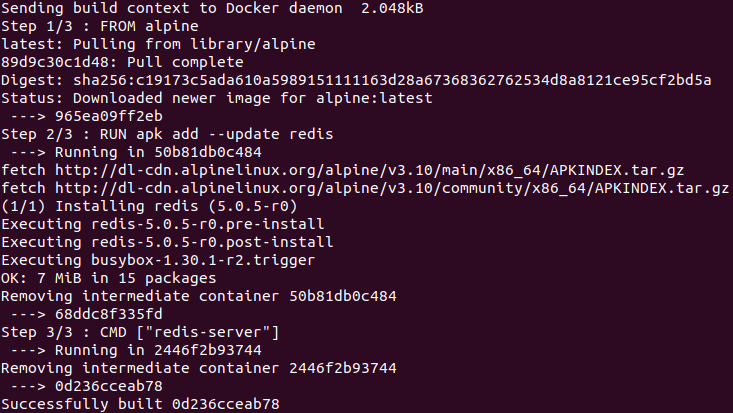 Sending build context to Docker daemon  2.048kB
Step 1/3 : FROM alpine
latest: Pulling from library/alpine
89d9c30c1d48: Pull complete
Digest: sha256:c19173c5ada610a5989151111163d28a67368362762534d8a8121ce95cf2bd5a
Status: Downloaded newer image for alpine:latest
 ---> 965ea09ff2eb
Step 2/3 : RUN apk add --update redis
 ---> Running in 50b81db0c484
fetch http://dl-cdn.alpinelinux.org/alpine/v3.10/main/x86_64/APKINDEX.tar.gz
fetch http://dl-cdn.alpinelinux.org/alpine/v3.10/community/x86_64/APKINDEX.tar.gz
(1/1) Installing redis (5.0.5-r0)
Executing redis-5.0.5-r0.pre-install
Executing redis-5.0.5-r0.post-install
Executing busybox-1.30.1-r2.trigger
OK: 7 MiB in 15 packages
Removing intermediate container 50b81db0c484
 ---> 68ddc8f335fd
Step 3/3 : CMD ["redis-server"]
 ---> Running in 2446f2b93744
Removing intermediate container 2446f2b93744
 ---> 0d236cceab78
Successfully built 0d236cceab78